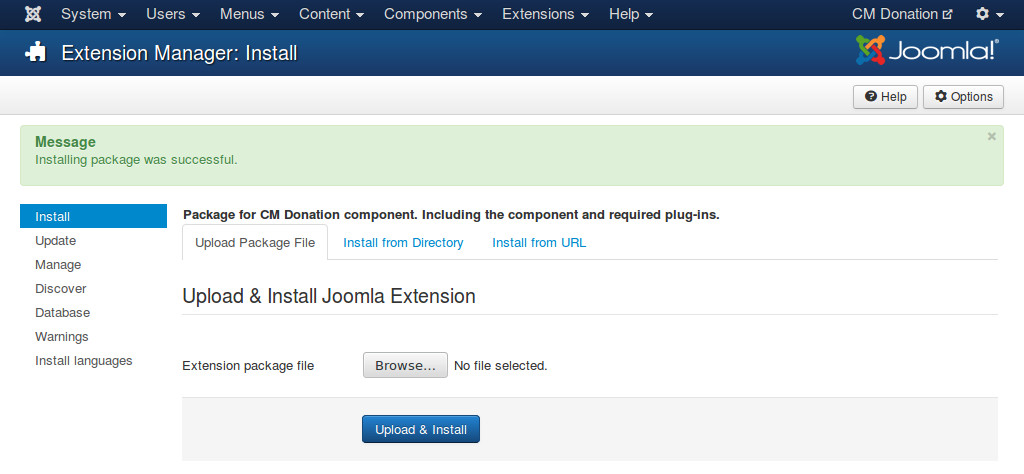 System Users Menus Content Components Extensions Help CM Donation
Extension Manager: Install Joomla!®
Help Options
Message
Installing package was successful.
Install
Update
Manage
Discover
Database
Warnings
Install languages
Package for CM Donation component. Including the component and required plug-ins.
Upload Package File Install from Directory Install from URL
Upload & Install Joomla Extension
Extension package file Browse... No file selected.
Upload & Install